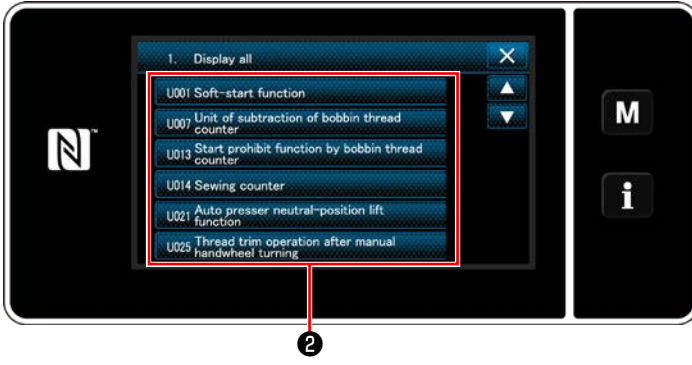 1. Display all
U001 Soft-start function
U007 Unit of subtraction of bobbin thread
counter
U013 Start prohibit function by bobbin thread
counter
U014 Sewing counter
U021 Auto presser neutral-position lift
function
U025 Thread trim operation after manual
handwheel turning
N
M
i
❷